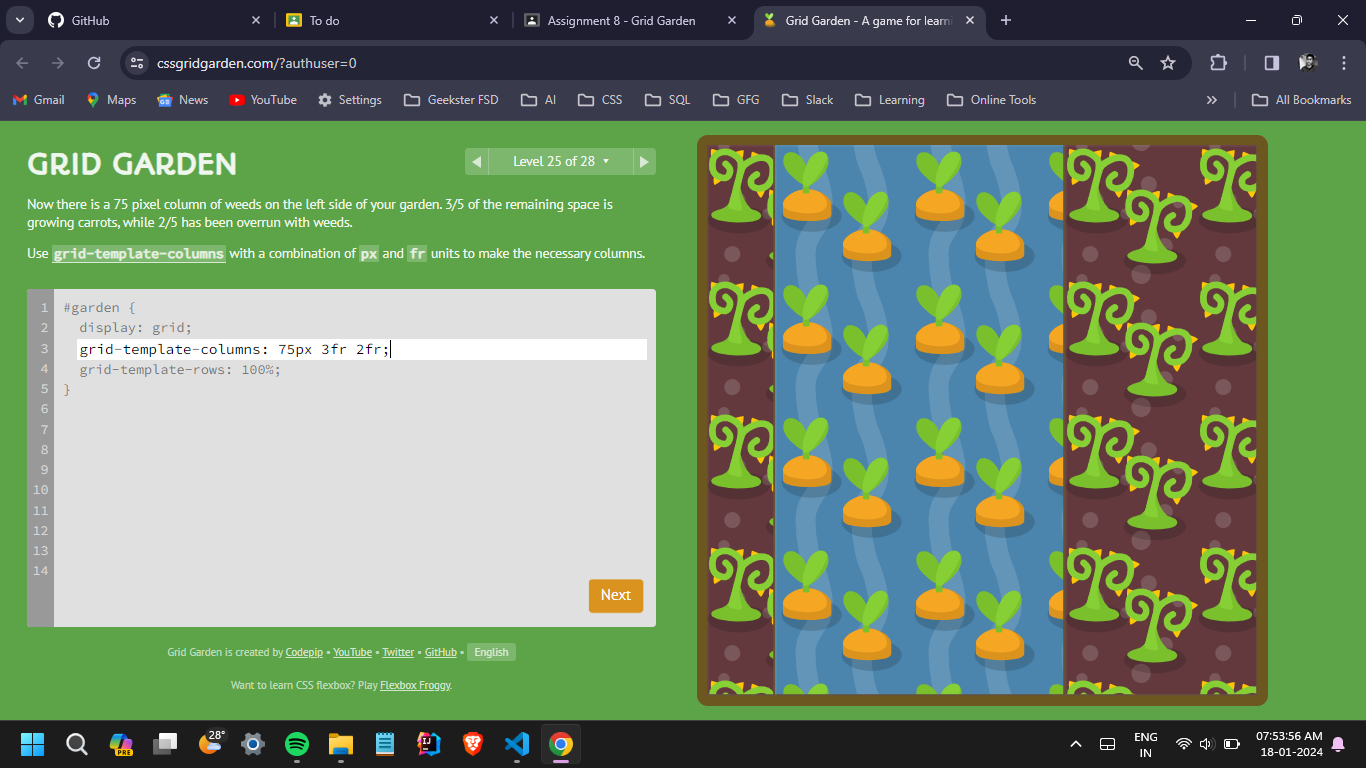 GitHub
To do
Assignment 8 - Grid Garden
Grid Garden - A game for learni
cssgridgarden.com/?authuser=0
Gmail
Maps
News
YouTube
Settings
Geekster FSD
AI
CSS
SQL
GFG
Slack
Learning
Online Tools
»
All Bookmarks
GRID GARDEN
Level 25 of 28
Now there is a 75 pixel column of weeds on the left side of your garden. 3/5 of the remaining space is
growing carrots, while 2/5 has been overrun with weeds.
Use grid-template-columns with a combination of px and fr units to make the necessary columns.
1 #garden {
2 display: grid;
3 grid-template-columns: 75px 3fr 2fr;
4 grid-template-rows: 100%;
5 }
6
7
8
9
10
11
12
13
14
Next
Grid Garden is created by Codepip • YouTube • Twitter • GitHub • English
Want to learn CSS flexbox? Play Flexbox Froggy.
PRE
28°
ENG
IN
07:53:56 AM
18-01-2024